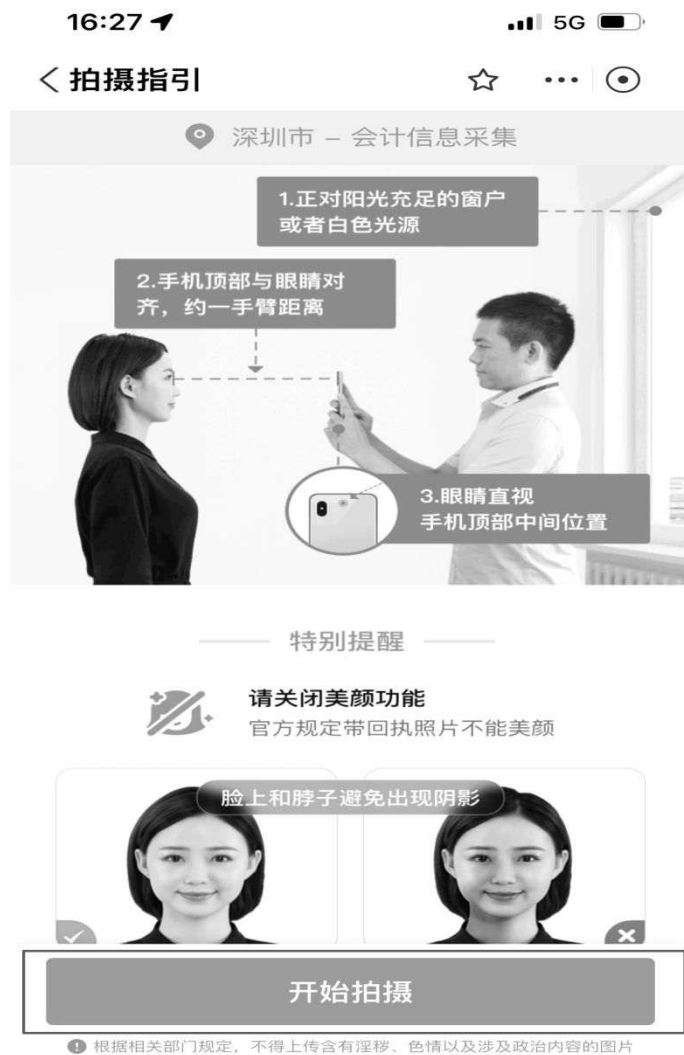 16:27
5G
拍摄指引
深圳市 – 会计信息采集
1.正对阳光充足的窗户
或者白色光源
2.手机顶部与眼睛对
齐，约一手臂距离
3.眼睛直视
手机顶部中间位置
特别提醒
请关闭美颜功能
官方规定带回执照片不能美颜
脸上和脖子避免出现阴影
开始拍摄
根据相关部门规定，不得上传含有淫秽、色情以及涉及政治内容的图片